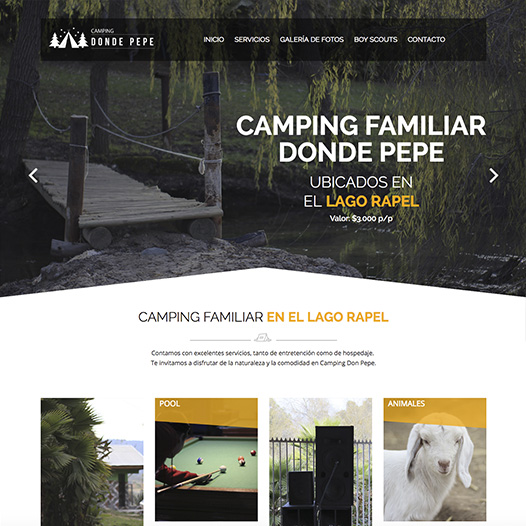 CAMPING
DONDE PEPE
INICIO SERVICIOS GALERÍA DE FOTOS BOY SCOUTS CONTACTO
CAMPING FAMILIAR
DONDE PEPE
UBICADOS EN
EL LAGO RAPEL
Valor: $3.000 p/p
CAMPING FAMILIAR EN EL LAGO RAPEL
Contamos con excelentes servicios, tanto de entretención como de hospedaje.
Te invitamos a disfrutar de la naturaleza y la comodidad en Camping Don Pepe.
POOL
ANIMALES